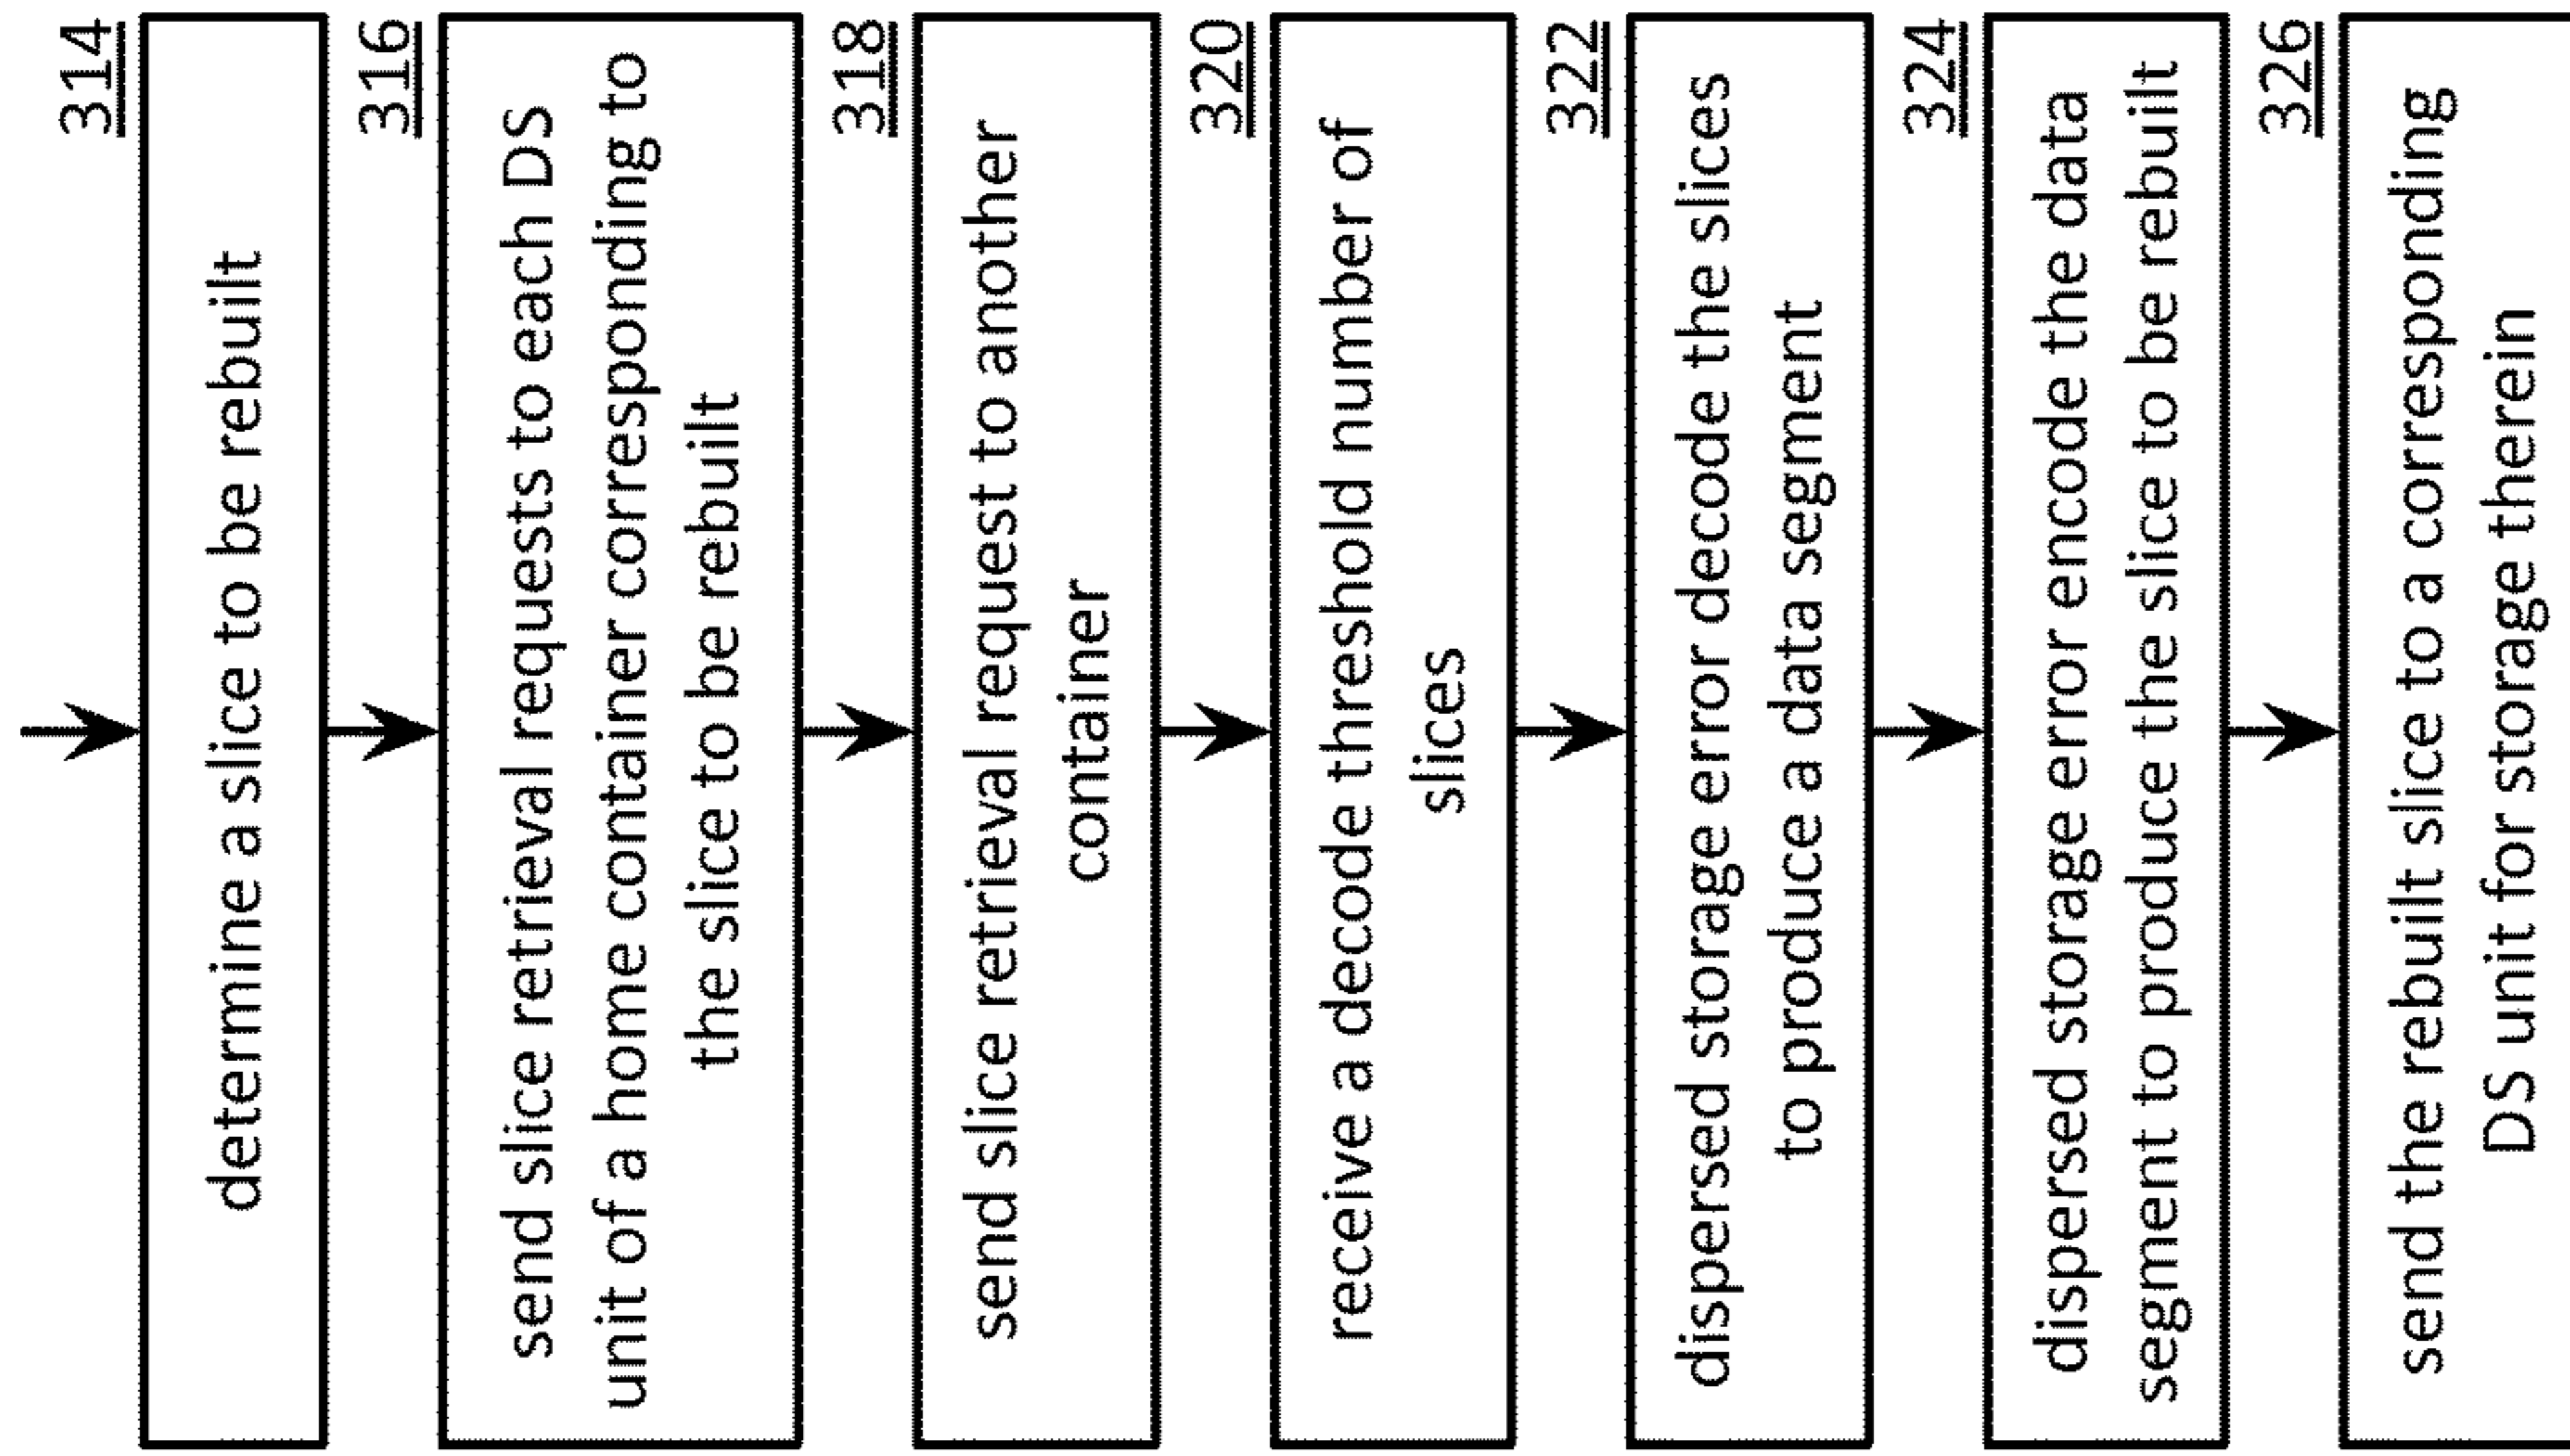 314
determine a slice to be rebuilt
316
send slice retrieval requests to each DS
unit of a home container corresponding to
the slice to be rebuilt
318
send slice retrieval request to another
container
320
receive a decode threshold number of
slices
322
dispersed storage error decode the slices
to produce a data segment
324
dispersed storage error encode the data
segment to produce the slice to be rebuilt
326
send the rebuilt slice to a corresponding
DS unit for storage therein